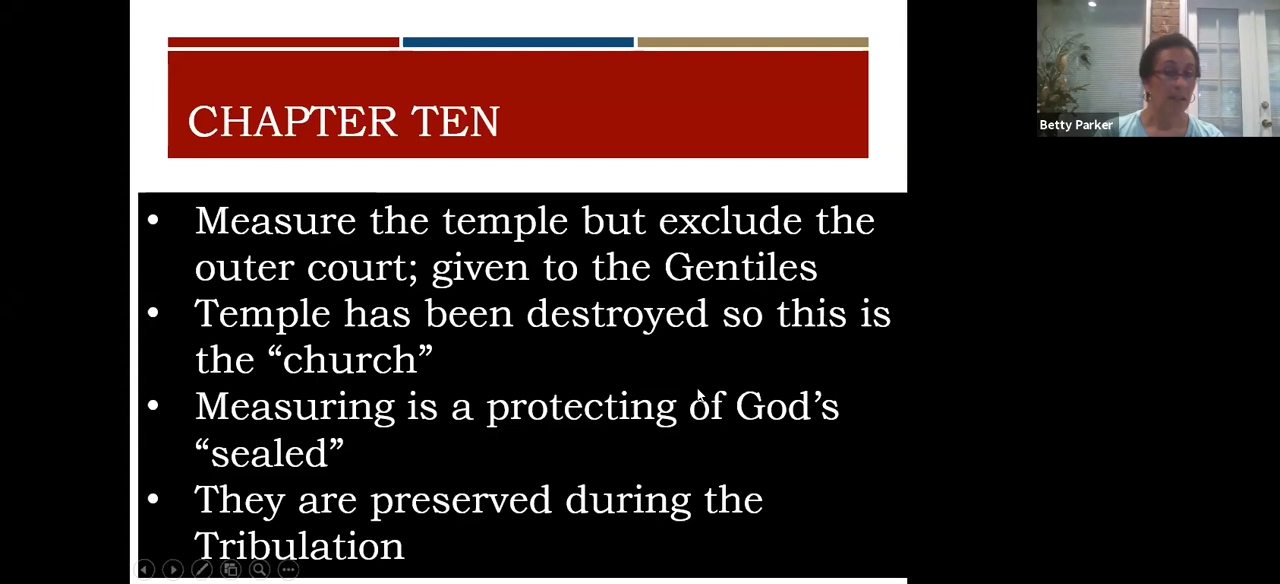 CHAPTER TEN
• Measure the temple but exclude the
outer court; given to the Gentiles
• Temple has been destroyed so this is
the “church”
• Measuring is a protecting of God’s
“sealed”
• They are preserved during the
Tribulation
Betty Parker